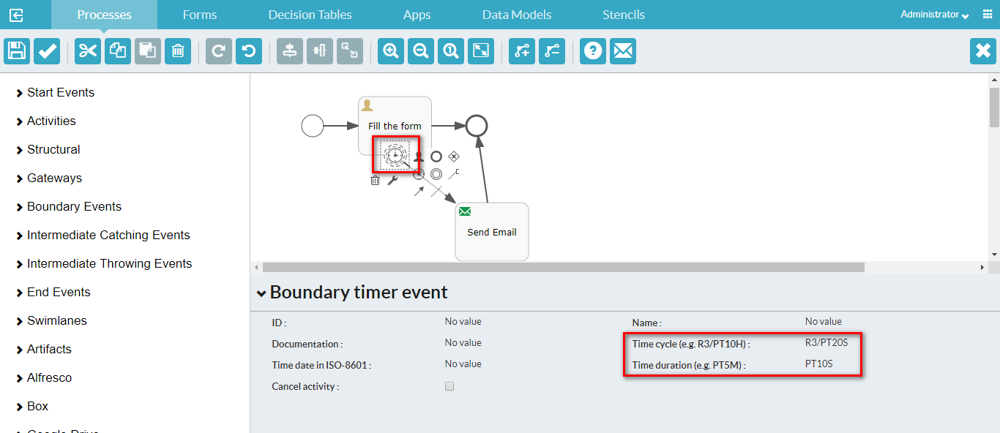 Processes Forms Decision Tables Apps Data Models Stencils Administrator
Start Events
Activities
Structural
Gateways
Boundary Events
Intermediate Catching Events
Intermediate Throwing Events
End Events
Swimlanes
Artifacts
Alfresco
Box
Google Drive
Fill the form
Send Email
Boundary timer event
ID : No value Name : No value
Documentation : No value Time cycle (e.g. R3/PT10H) : R3/PT20S
Time date in ISO-8601 : No value Time duration (e.g. PT5M) : PT10S
Cancel activity :